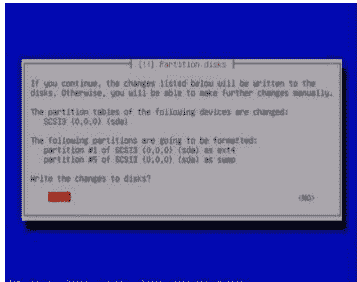 [!!] Partition disks
If you continue, the changes listed below will be written to the
disks. Otherwise, you will be able to make further changes manually.
The partition tables of the following devices are changed:
SCSI3 (0,0,0) (sda)
The following partitions are going to be formatted:
partition #1 of SCSI3 (0,0,0) (sda) as ext4
partition #5 of SCSI3 (0,0,0) (sda) as swap
Write the changes to disks?
<No>